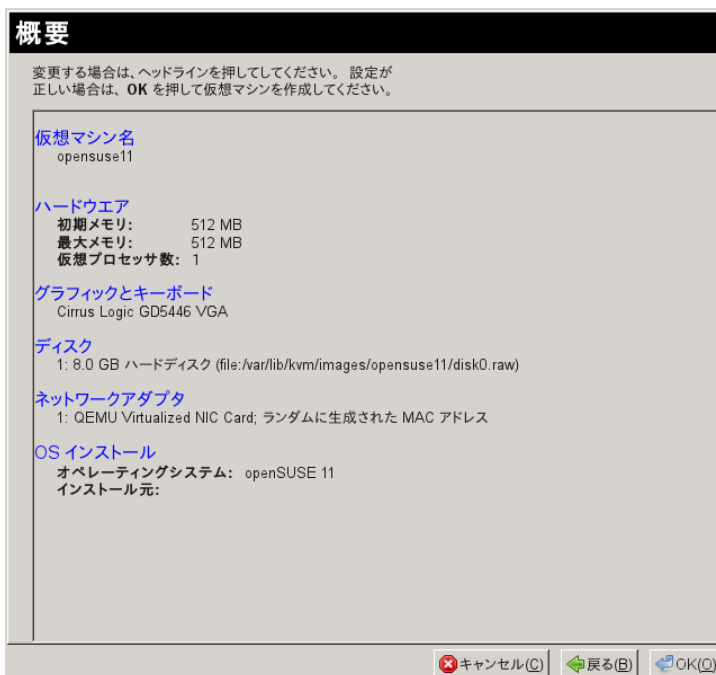 概要
変更する場合は、ヘッドラインを押してしてください。 設定が
正しい場合は、OK を押して仮想マシンを作成してください。
仮想マシン名
opensuse11
ハードウエア
初期メモリ: 512 MB
最大メモリ: 512 MB
仮想プロセッサ数: 1
グラフィックとキーボード
Cirrus Logic GD5446 VGA
ディスク
1: 8.0 GB ハードディスク (file:/var/lib/kvm/images/opensuse11/disk0.raw)
ネットワークアダプタ
1: QEMU Virtualized NIC Card; ランダムに生成された MAC アドレス
OS インストール
オペレーティングシステム: openSUSE 11
インストール元:
キャンセル(C) 戻る(B) OK(O)